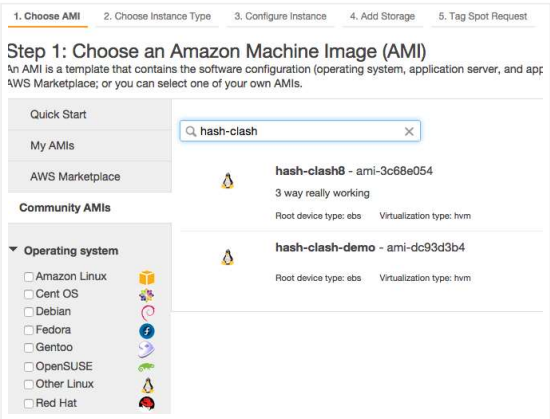 1. Choose AMI 2. Choose Instance Type 3. Configure Instance 4. Add Storage 5. Tag Spot Request
Step 1: Choose an Amazon Machine Image (AMI)
An AMI is a template that contains the software configuration (operating system, application server, and app
AWS Marketplace; or you can select one of your own AMIs.
Quick Start
My AMIs
AWS Marketplace
Community AMIs
Operating system
Amazon Linux
Cent OS
Debian
Fedora
Gentoo
OpenSUSE
Other Linux
Red Hat
hash-clash
hash-clash8 - ami-3c68e054
3 way really working
Root device type: ebs Virtualization type: hvm
hash-clash-demo - ami-dc93d3b4
Root device type: ebs Virtualization type: hvm